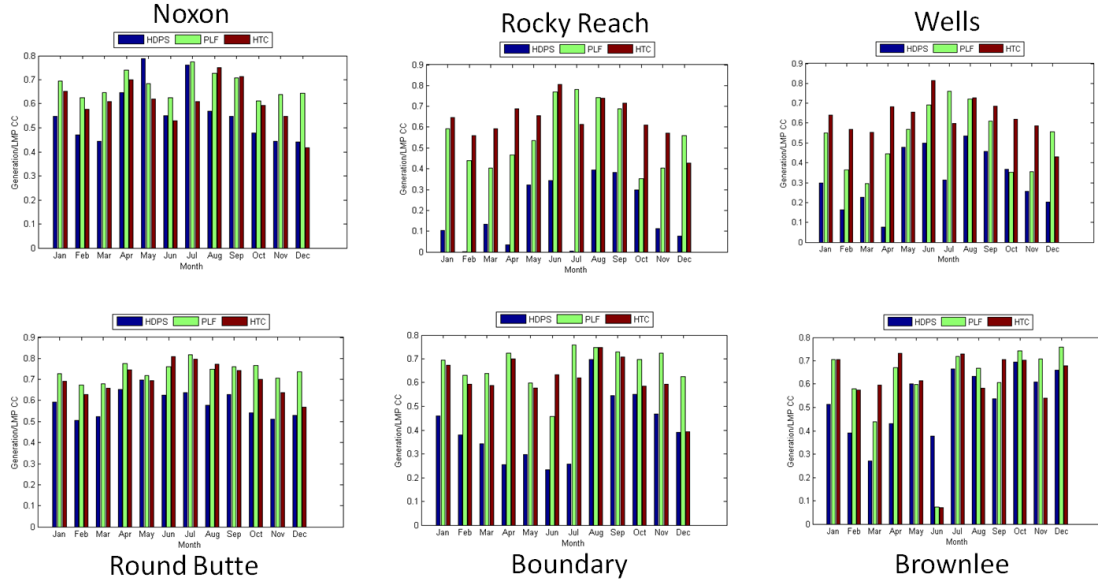 Noxon
HDPS PLF HTC
0.8
0.7
0.6
0.5
0.4
0.3
0.2
0.1
0
Generation/LMP CC
Jan Feb Mar Apr May Jun Jul Aug Sep Oct Nov Dec
Month
Rocky Reach
HDPS PLF HTC
0.9
0.8
0.7
0.6
0.5
0.4
0.3
0.2
0.1
0
Generation/LMP CC
Jan Feb Mar Apr May Jun Jul Aug Sep Oct Nov Dec
Month
Wells
HDPS PLF HTC
0.9
0.8
0.7
0.6
0.5
0.4
0.3
0.2
0.1
0
Generation/LMP CC
Jan Feb Mar Apr May Jun Jul Aug Sep Oct Nov Dec
Month
HDPS PLF HTC
0.9
0.8
0.7
0.6
0.5
0.4
0.3
0.2
0.1
0
Generation/LMP CC
Jan Feb Mar Apr May Jun Jul Aug Sep Oct Nov Dec
Month
Round Butte
HDPS PLF HTC
0.8
0.7
0.6
0.5
0.4
0.3
0.2
0.1
0
Generation/LMP CC
Jan Feb Mar Apr May Jun Jul Aug Sep Oct Nov Dec
Month
Boundary
HDPS PLF HTC
0.8
0.7
0.6
0.5
0.4
0.3
0.2
0.1
0
Generation/LMP CC
Jan Feb Mar Apr May Jun Jul Aug Sep Oct Nov Dec
Month
Brownlee